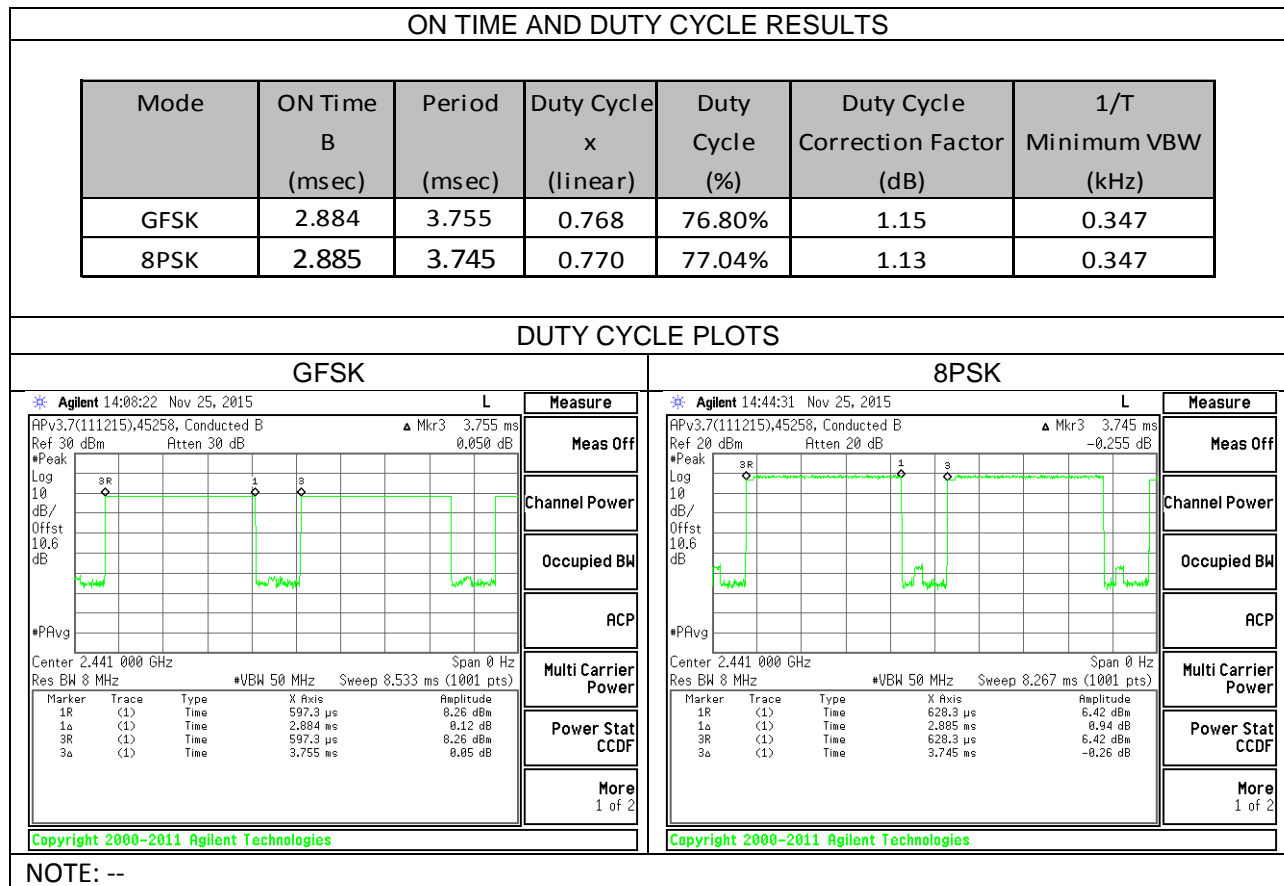 ON TIME AND DUTY CYCLE RESULTS
Mode ON Time Period Duty Cycle Duty Duty Cycle 1/T
B x Cycle Correction Factor Minimum VBW
(msec) (msec) (linear) (%) (dB) (kHz)
GFSK 2.884 3.755 0.768 76.80% 1.15 0.347
8PSK 2.885 3.745 0.770 77.04% 1.13 0.347
DUTY CYCLE PLOTS
GFSK
Agilent 14:08:22 Nov 25, 2015 L Measure
APv3.7(111215),45258, Conducted B Δ Mkr3 3.755 ms
Ref 30 dBm Atten 30 dB 0.050 dB
Meas Off
#Peak
Log
10
dB/
Offst
10.6
dB
3R 1 3
Channel Power
Occupied BW
ACP
#PAvg
Center 2.441 000 GHz Span 0 Hz
Res BW 8 MHz #VBW 50 MHz Sweep 8.533 ms (1001 pts)
Multi Carrier
Power
Marker Trace Type X Axis Amplitude
1R (1) Time 597.3 µs 8.26 dBm
1Δ (1) Time 2.884 ms 0.12 dB
3R (1) Time 597.3 µs 8.26 dBm
3Δ (1) Time 3.755 ms 0.05 dB
Power Stat
CCDF
More
1 of 2
Copyright 2000-2011 Agilent Technologies
8PSK
Agilent 14:44:31 Nov 25, 2015 L Measure
APv3.7(111215),45258, Conducted B Δ Mkr3 3.745 ms
Ref 20 dBm Atten 20 dB -0.255 dB
Meas Off
#Peak
Log
10
dB/
Offst
10.6
dB
3R 1 3
Channel Power
Occupied BW
ACP
#PAvg
Center 2.441 000 GHz Span 0 Hz
Res BW 8 MHz #VBW 50 MHz Sweep 8.267 ms (1001 pts)
Multi Carrier
Power
Marker Trace Type X Axis Amplitude
1R (1) Time 628.3 µs 6.42 dBm
1Δ (1) Time 2.885 ms 0.94 dB
3R (1) Time 628.3 µs 6.42 dBm
3Δ (1) Time 3.745 ms -0.26 dB
Power Stat
CCDF
More
1 of 2
Copyright 2000-2011 Agilent Technologies
NOTE: --